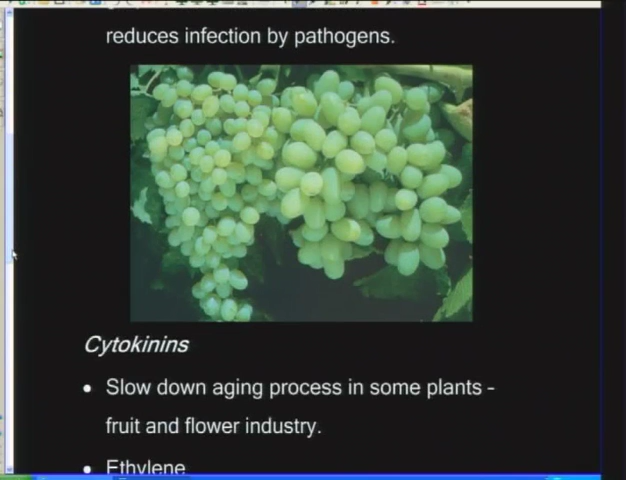 reduces infection by pathogens.
Cytokinins
• Slow down aging process in some plants -
fruit and flower industry.
• Ethylene